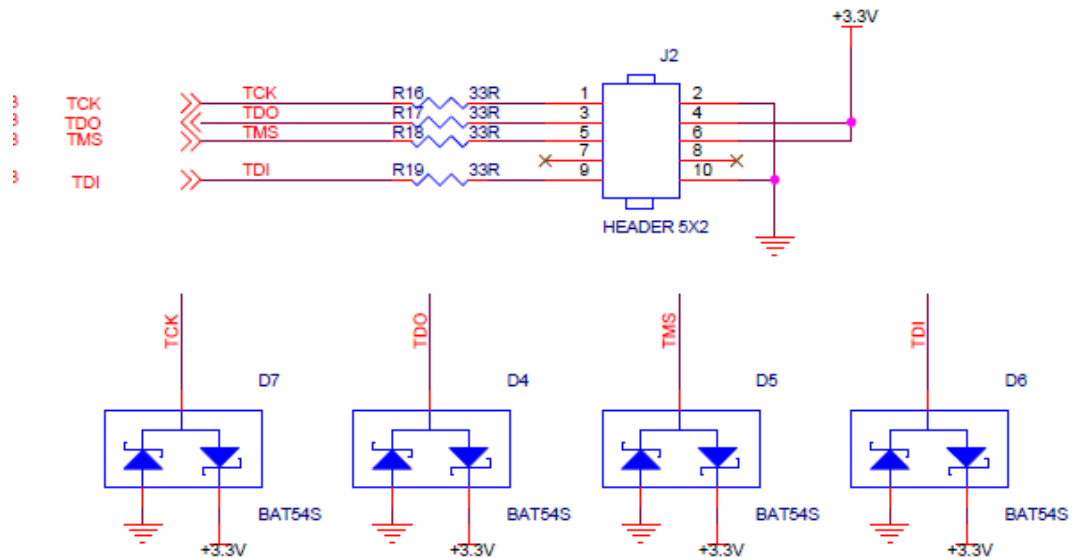 +3.3V
J2
TCK TCK R16 33R 1 2
TDO TDO R17 33R 3 4
TMS TMS R18 33R 5 6
7 8
TDI TDI R19 33R 9 10
HEADER 5X2
TCK TDO TMS TDI
D7 D4 D5 D6
BAT54S BAT54S BAT54S BAT54S
+3.3V +3.3V +3.3V +3.3V